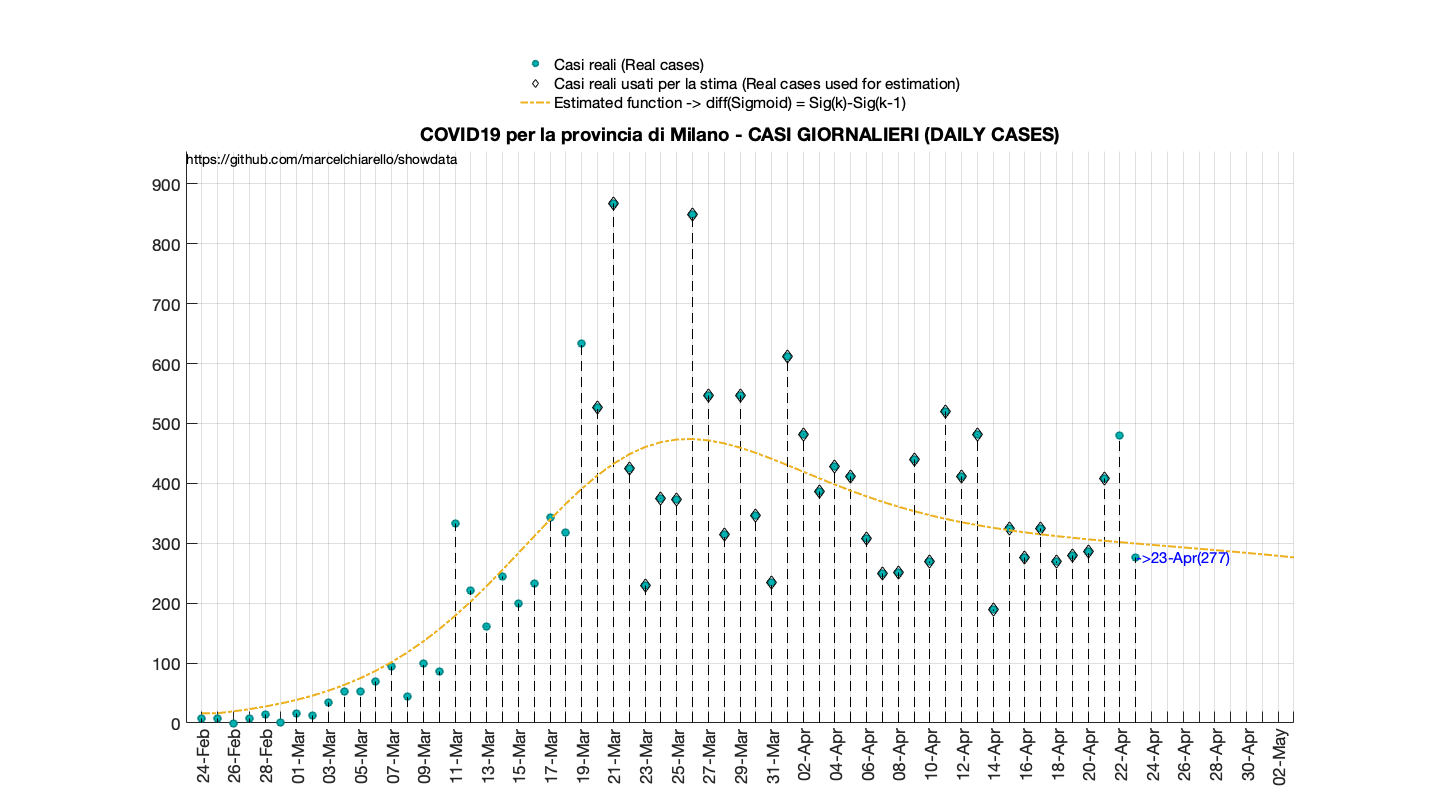 Casi reali (Real cases)
Casi reali usati per la stima (Real cases used for estimation)
Estimated function -> diff(Sigmoid) = Sig(k)-Sig(k-1)
COVID19 per la provincia di Milano - CASI GIORNALIERI (DAILY CASES)
https://github.com/marcelchiarello/showdata
900
800
700
600
500
400
300
200
100
0
->23-Apr(277)
24-Feb
26-Feb
28-Feb
01-Mar
03-Mar
05-Mar
07-Mar
09-Mar
11-Mar
13-Mar
15-Mar
17-Mar
19-Mar
21-Mar
23-Mar
25-Mar
27-Mar
29-Mar
31-Mar
02-Apr
04-Apr
06-Apr
08-Apr
10-Apr
12-Apr
14-Apr
16-Apr
18-Apr
20-Apr
22-Apr
24-Apr
26-Apr
28-Apr
30-Apr
02-May